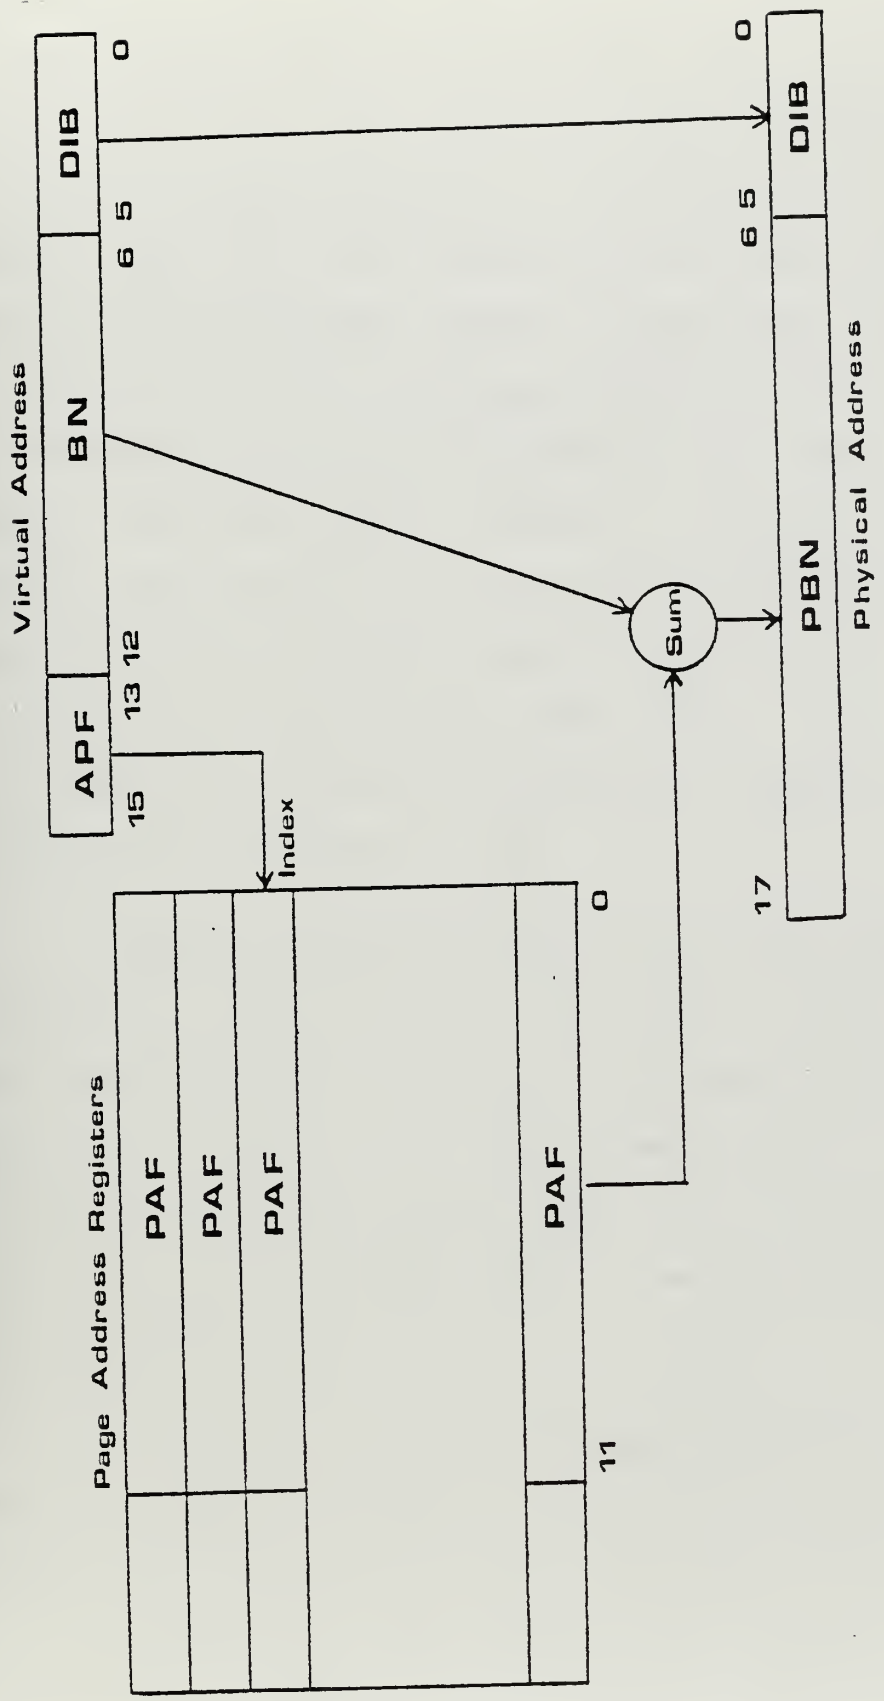 Virtual Address
APF
BN
DIB
15
13
12
6
5
0
Page Address Registers
Index
PAF
PAF
PAF
PAF
11
0
Sum
PBN
DIB
17
6
5
0
Physical Address